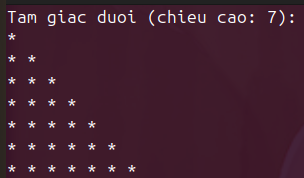 Tam giac duoi (chieu cao: 7):
*
* *
* * *
* * * *
* * * * *
* * * * * *
* * * * * * *